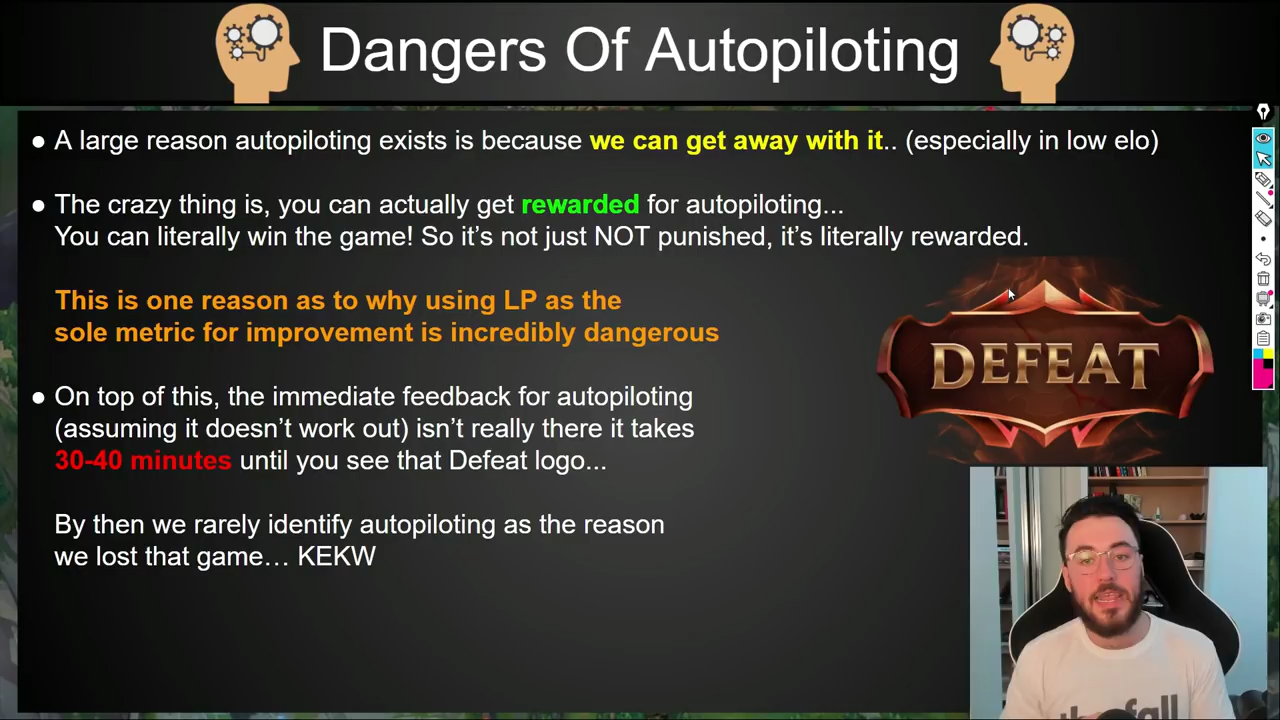 Dangers Of Autopiloting
● A large reason autopiloting exists is because we can get away with it.. (especially in low elo)
● The crazy thing is, you can actually get rewarded for autopiloting...
You can literally win the game! So it's not just NOT punished, it's literally rewarded.
This is one reason as to why using LP as the
sole metric for improvement is incredibly dangerous
DEFEAT
● On top of this, the immediate feedback for autopiloting
(assuming it doesn't work out) isn't really there it takes
30-40 minutes until you see that Defeat logo...
By then we rarely identify autopiloting as the reason
we lost that game… KEKW